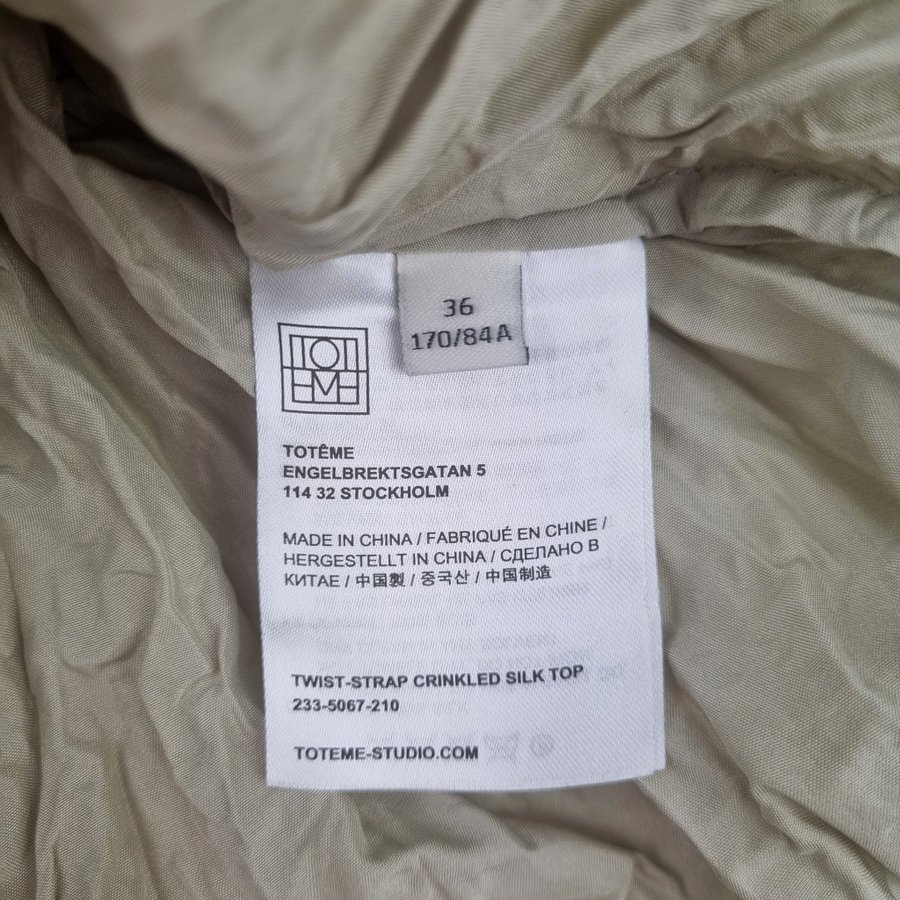 36
170/84A
TOTÊME
TOTÊME
ENGELBREKTSGATAN 5
114 32 STOCKHOLM
MADE IN CHINA / FABRIQUÉ EN CHINE /
HERGESTELLT IN CHINA / СДЕЛАНО В
КИТАЕ / 中国製 / 중국산 / 中国制造
TWIST-STRAP CRINKLED SILK TOP
233-5067-210
TOTEME-STUDIO.COM